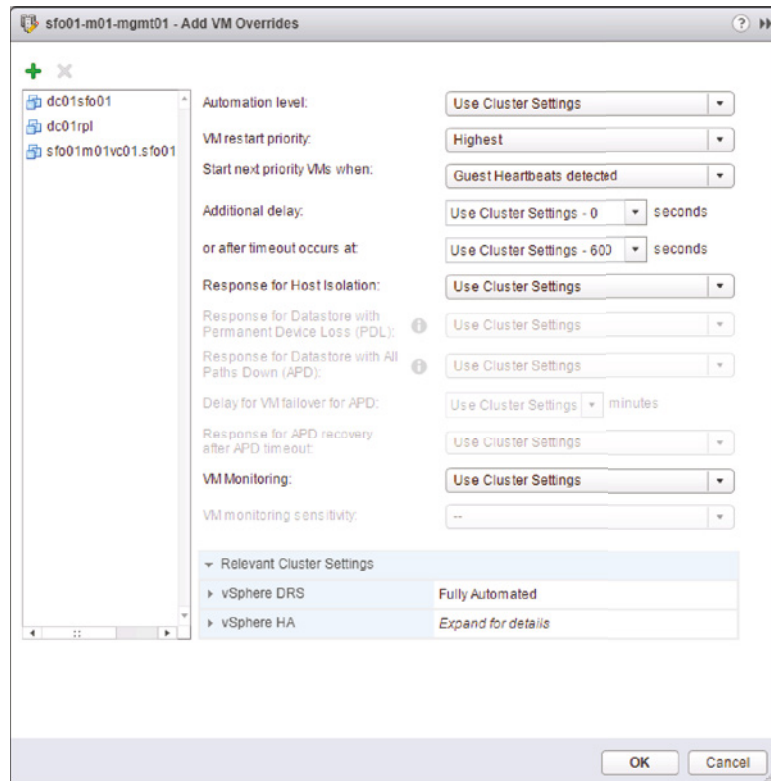 sfo01-m01-mgmt01 - Add VM Overrides
dc01sfo01
dc01rpl
sfo01m01vc01.sfo01
Automation level: Use Cluster Settings
VM restart priority: Highest
Start next priority VMs when: Guest Heartbeats detected
Additional delay: Use Cluster Settings - 0 seconds
or after timeout occurs at: Use Cluster Settings - 600 seconds
Response for Host Isolation: Use Cluster Settings
Response for Datastore with
Permanent Device Loss (PDL): Use Cluster Settings
Response for Datastore with All
Paths Down (APD): Use Cluster Settings
Delay for VM failover for APD: Use Cluster Settings minutes
Response for APD recovery
after APD timeout: Use Cluster Settings
VM Monitoring: Use Cluster Settings
VM monitoring sensitivity: --
Relevant Cluster Settings
vSphere DRS Fully Automated
vSphere HA Expand for details
OK Cancel